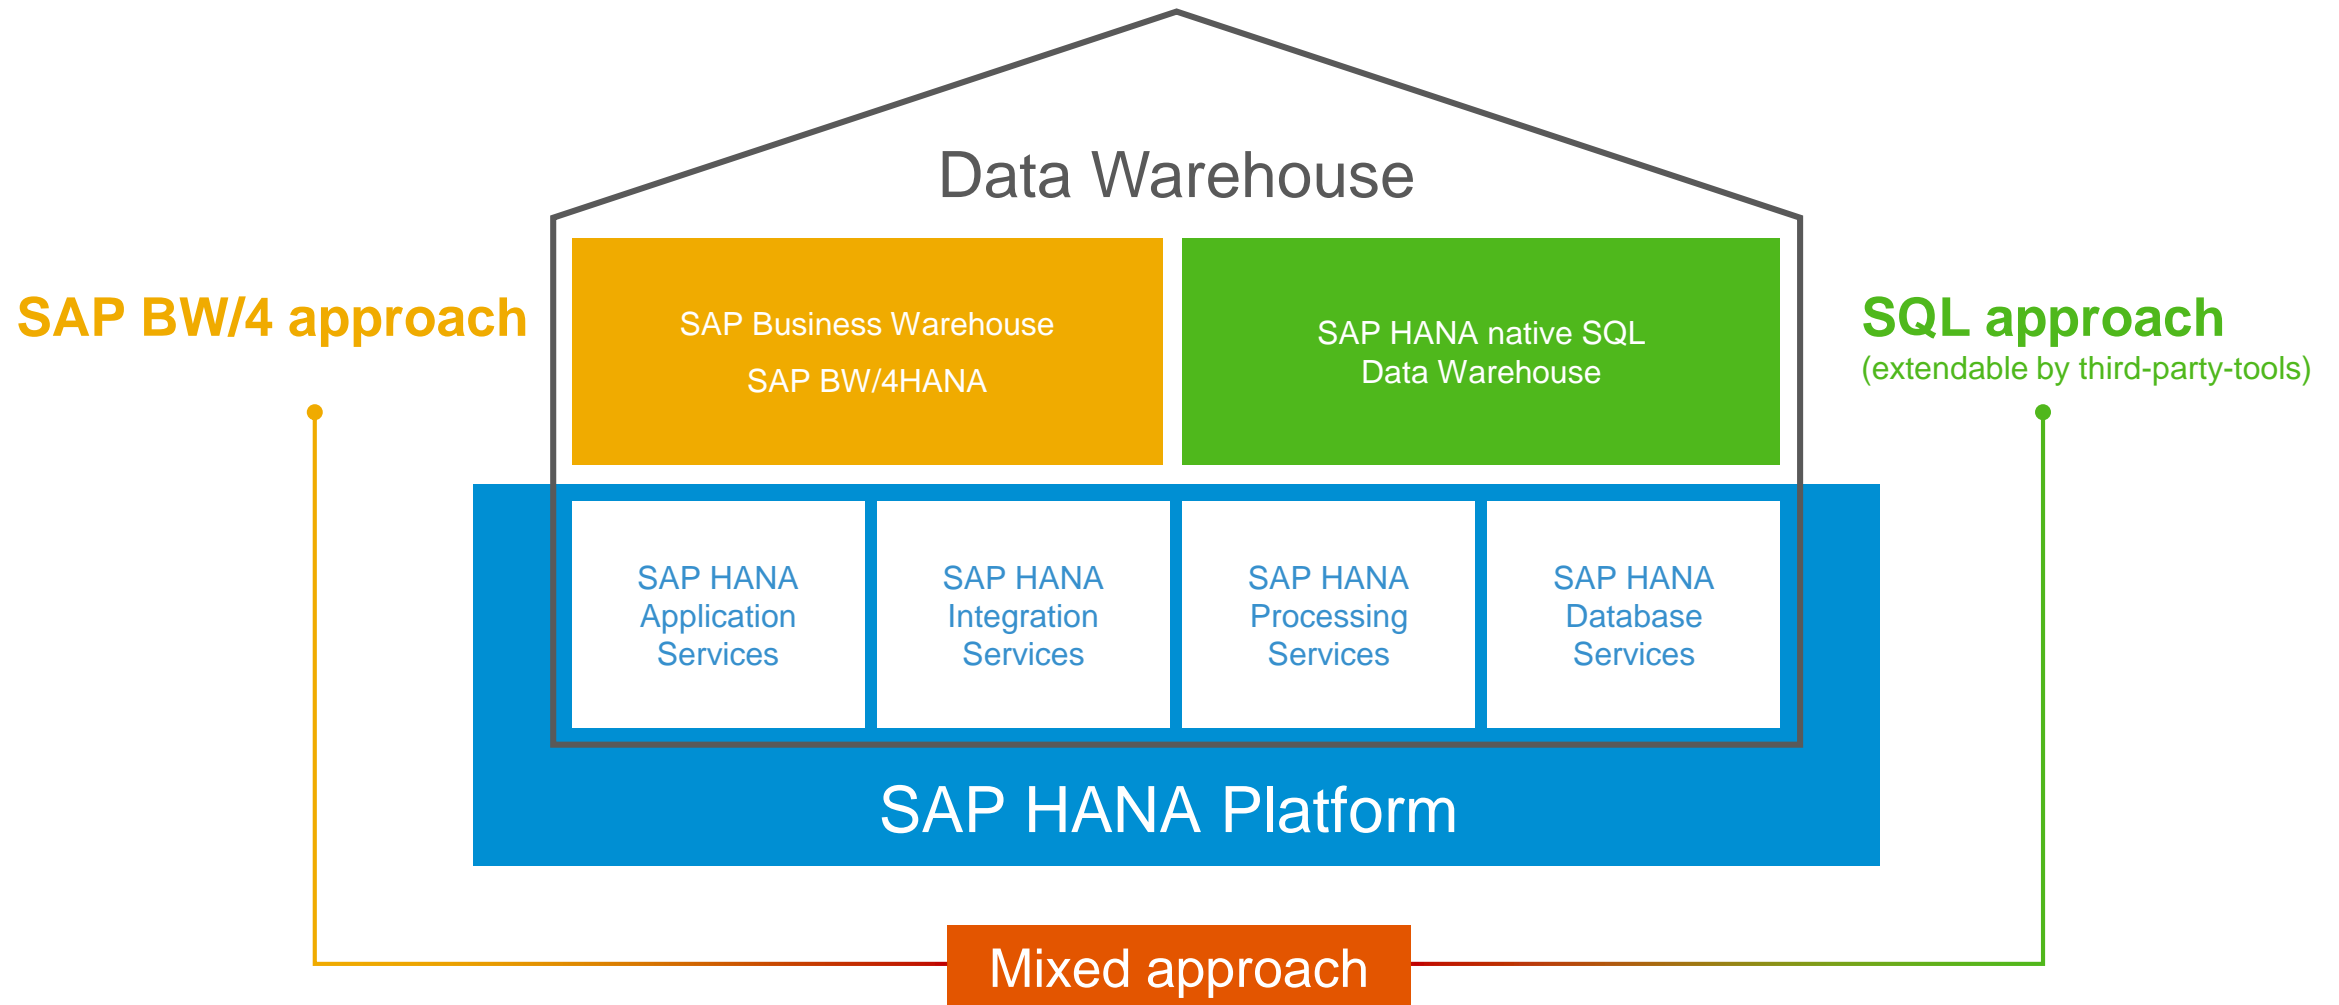 Data Warehouse
SAP BW/4 approach
SAP Business Warehouse
SAP BW/4HANA
SAP HANA native SQL
Data Warehouse
SQL approach
(extendable by third-party-tools)
SAP HANA
Application
Services
SAP HANA
Integration
Services
SAP HANA
Processing
Services
SAP HANA
Database
Services
SAP HANA Platform
Mixed approach